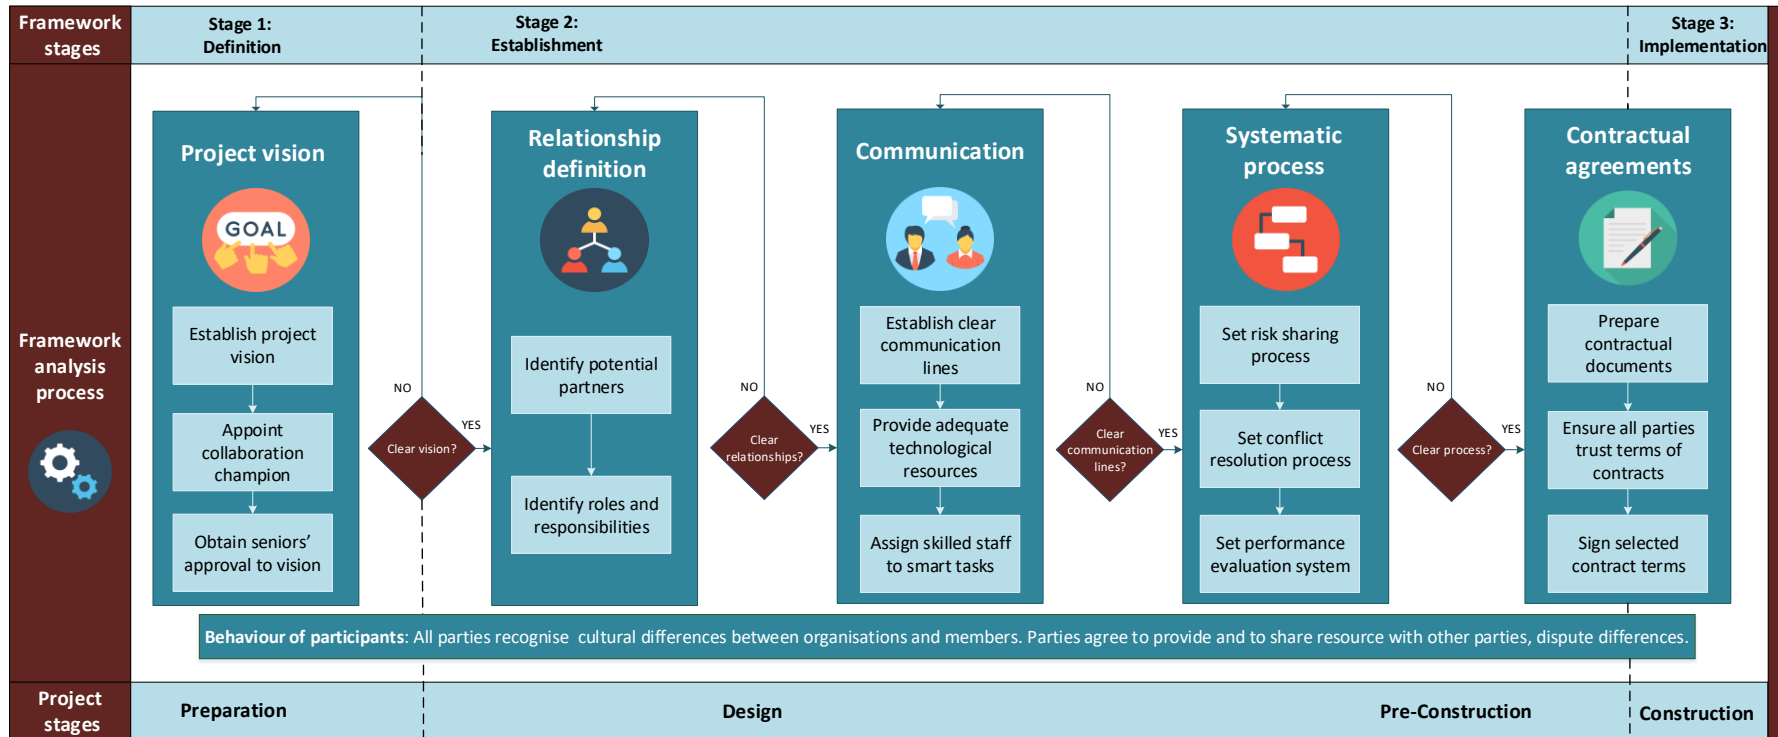 Framework
stages
Stage 1:
Definition
Stage 2:
Establishment
Stage 3:
Implementation
Framework
analysis
process
Project vision
GOAL
Establish project
vision
Appoint
collaboration
champion
Obtain seniors’
approval to vision
NO
Clear vision?
YES
Relationship
definition
Identify potential
partners
Identify roles and
responsibilities
NO
Clear
relationships?
YES
Communication
Establish clear
communication
lines
Provide adequate
technological
resources
Assign skilled staff
to smart tasks
NO
Clear
communication
lines?
YES
Systematic
process
Set risk sharing
process
Set conflict
resolution process
Set performance
evaluation system
NO
Clear process?
YES
Contractual
agreements
Prepare
contractual
documents
Ensure all parties
trust terms of
contracts
Sign selected
contract terms
Behaviour of participants: All parties recognise  cultural differences between organisations and members. Parties agree to provide and to share resource with other parties, dispute differences.
Project
stages
Preparation
Design
Pre-Construction
Construction